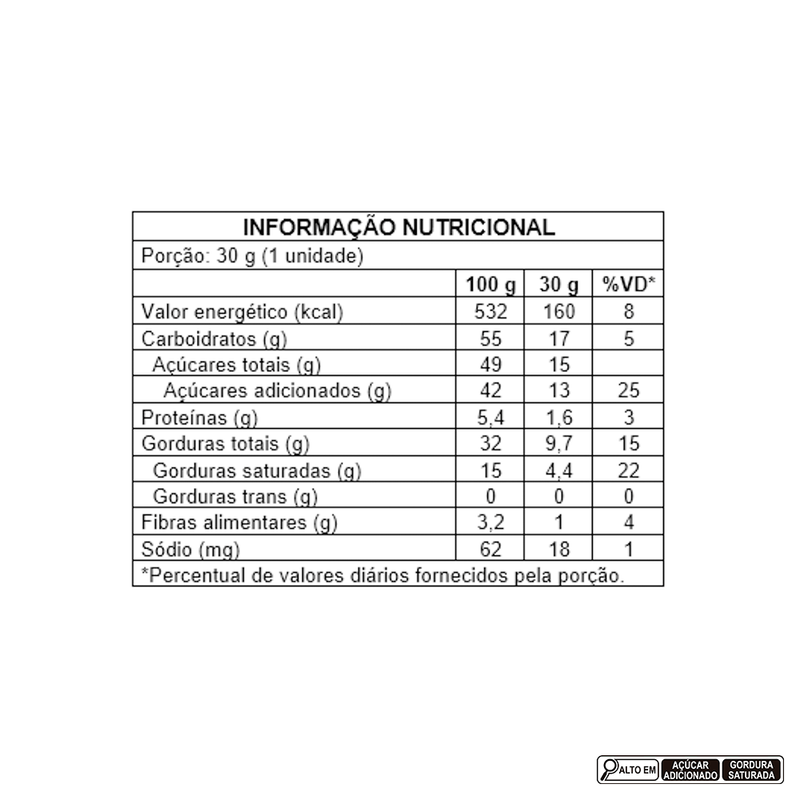 INFORMAÇÃO NUTRICIONAL
Porção: 30 g (1 unidade)
100 g 30 g %VD*
Valor energético (kcal) 532 160 8
Carboidratos (g) 55 17 5
Açúcares totais (g) 49 15
Açúcares adicionados (g) 42 13 25
Proteínas (g) 5,4 1,6 3
Gorduras totais (g) 32 9,7 15
Gorduras saturadas (g) 15 4,4 22
Gorduras trans (g) 0 0 0
Fibras alimentares (g) 3,2 1 4
Sódio (mg) 62 18 1
*Percentual de valores diários fornecidos pela porção.
ALTO EM AÇÚCAR ADICIONADO GORDURA SATURADA